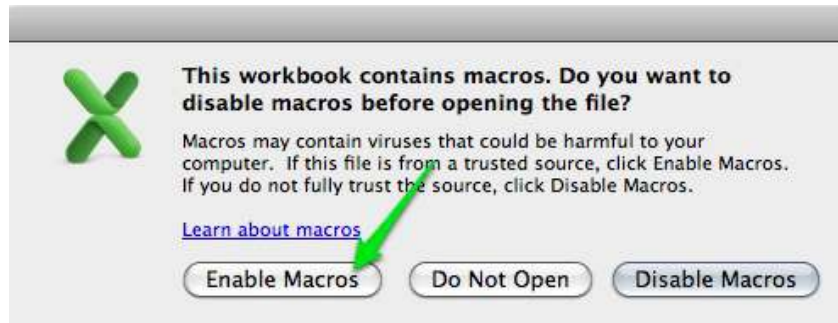 This workbook contains macros. Do you want to
disable macros before opening the file?
Macros may contain viruses that could be harmful to your
computer. If this file is from a trusted source, click Enable Macros.
If you do not fully trust the source, click Disable Macros.
Learn about macros
Enable Macros Do Not Open Disable Macros